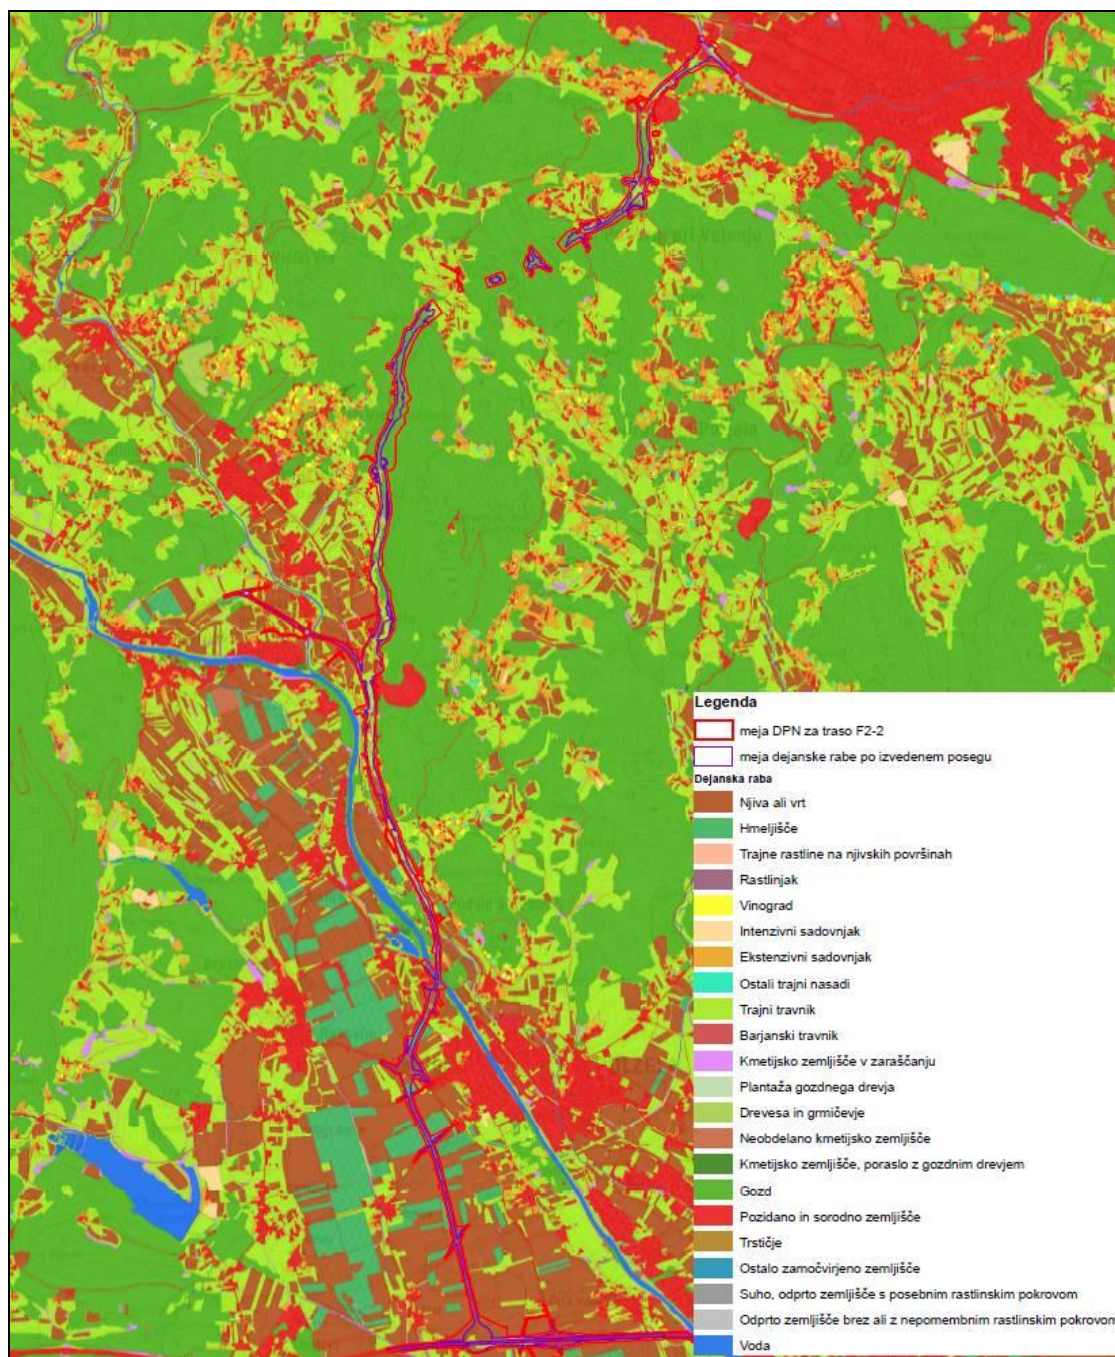 Legenda
meja DPN za traso F2-2
meja dejanske rabe po izvedenem posegu
Dejanska raba
Njiva ali vrt
Hmeljišče
Trajne rastline na njivskih površinah
Rastlinjak
Vinograd
Intenzivni sadovnjak
Ekstenzivni sadovnjak
Ostali trajni nasadi
Trajni travnik
Barjanski travnik
Kmetijsko zemljišče v zaraščanju
Plantaža gozdnega drevja
Drevesa in grmičevje
Neobdelano kmetijsko zemljišče
Kmetijsko zemljišče, poraslo z gozdnim drevjem
Gozd
Pozidano in sorodno zemljišče
Trstičje
Ostalo zamočvirjeno zemljišče
Suho, odprto zemljišče s posebnim rastlinskim pokrovom
Odprto zemljišče brez ali z nepomembnim rastlinskim pokrovom
Voda